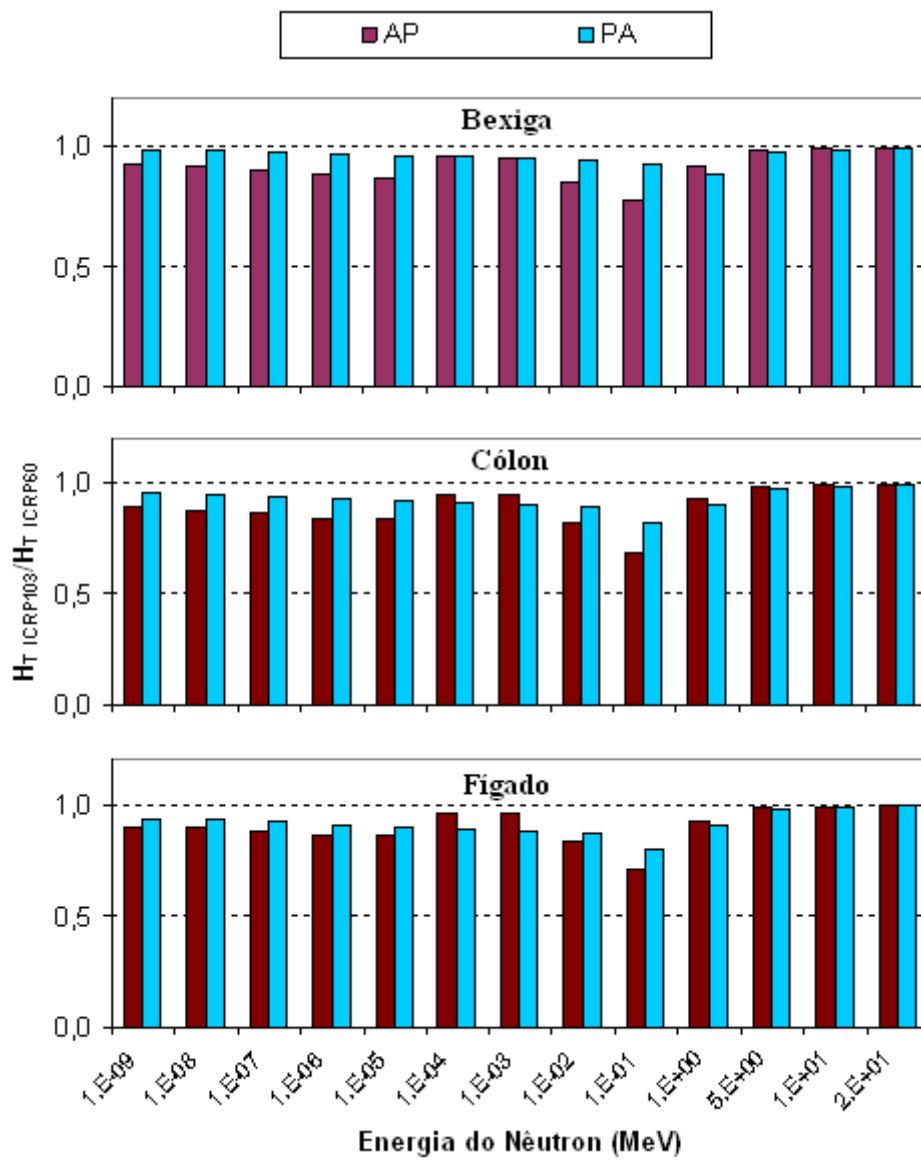 AP PA
Bexiga
1,0
0,5
0,0
Cólon
1,0
0,5
0,0
H_T ICRP103/H_T ICRP60
Fígado
1,0
0,5
0,0
1,E-09 1,E-08 1,E-07 1,E-06 1,E-05 1,E-04 1,E-03 1,E-02 1,E-01 1,E+00 5,E+00 1,E+01 2,E+01
Energia do Nêutron (MeV)